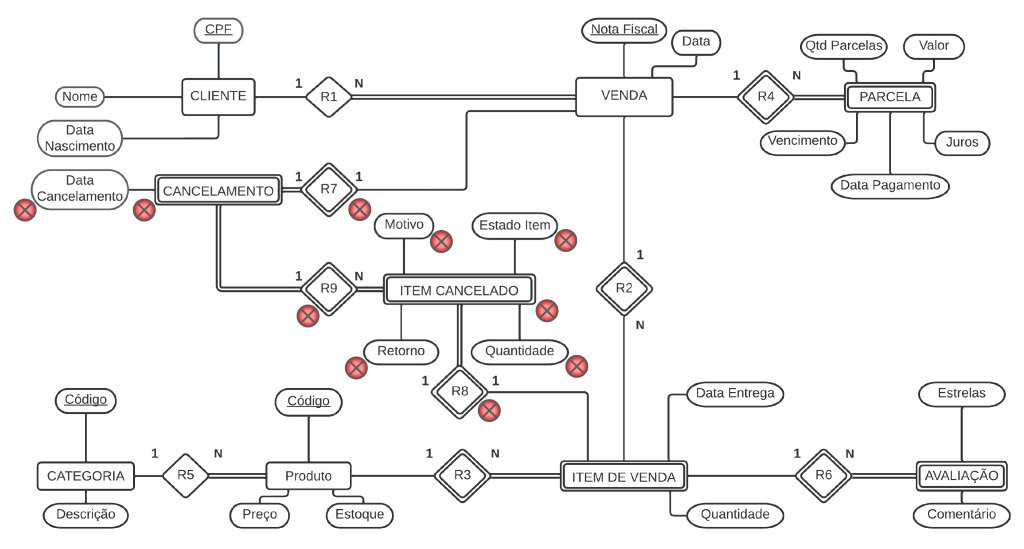 CPF
Nota Fiscal
Data
Qtd Parcelas
Valor
Nome
CLIENTE
1
R1
N
VENDA
1
R4
N
PARCELA
Data
Nascimento
Vencimento
Juros
Data Pagamento
Data
Cancelamento
CANCELAMENTO
1
R7
1
Motivo
Estado Item
1
R9
N
ITEM CANCELADO
1
R2
N
Retorno
Quantidade
1
R8
1
Código
Código
Data Entrega
Estrelas
CATEGORIA
1
R5
N
Produto
1
R3
N
ITEM DE VENDA
1
R6
N
AVALIAÇÃO
Descrição
Preço
Estoque
Quantidade
Comentário